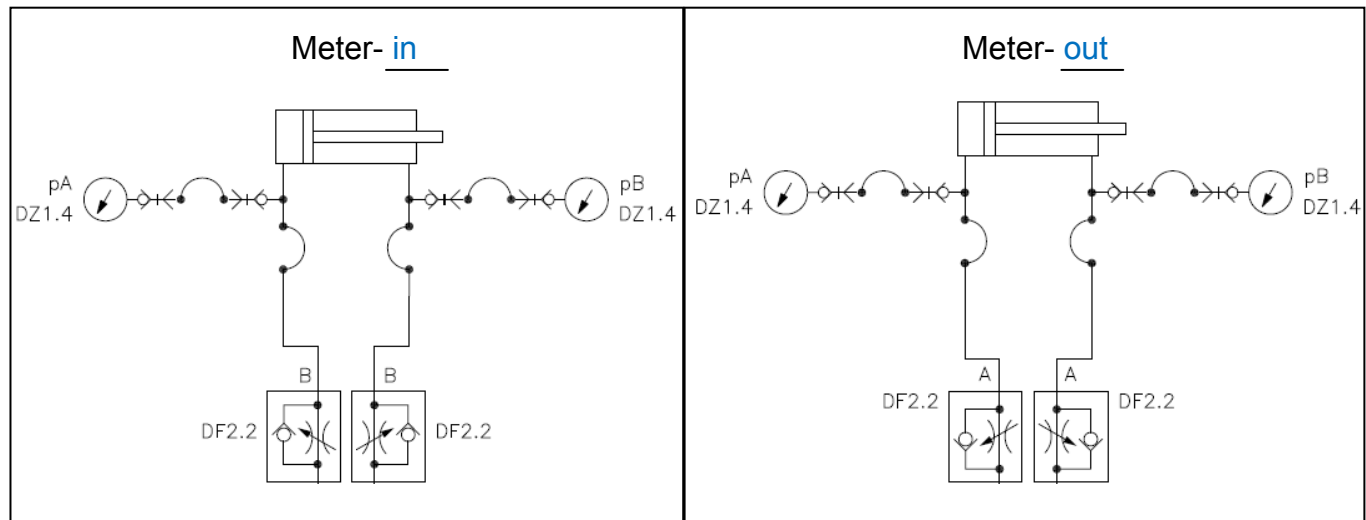 Meter- in
pA
DZ1.4
pB
DZ1.4
B
B
DF2.2
DF2.2
Meter- out
pA
DZ1.4
pB
DZ1.4
A
A
DF2.2
DF2.2